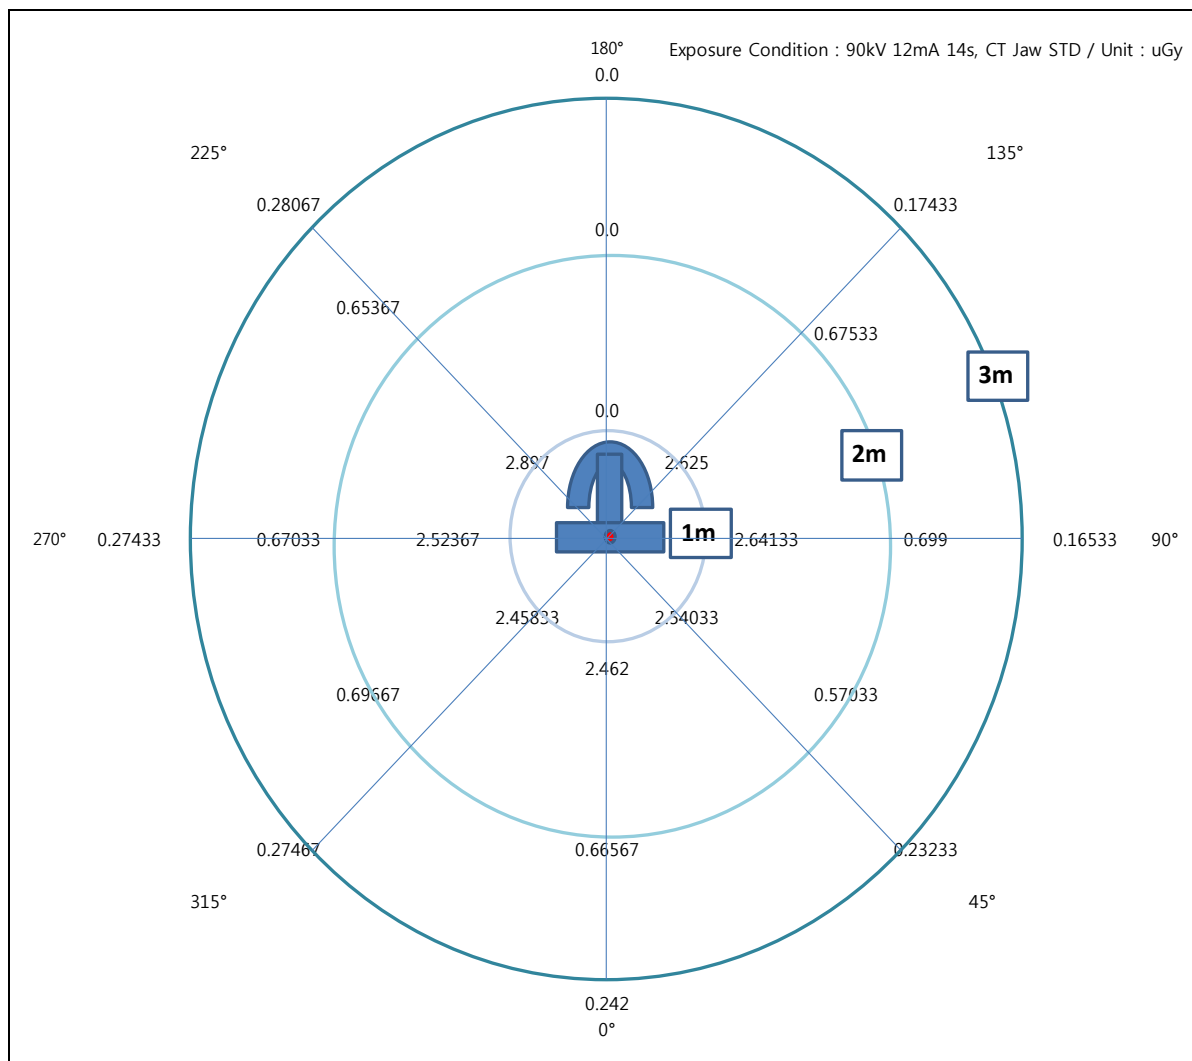 180° Exposure Condition : 90kV 12mA 14s, CT Jaw STD / Unit : uGy
0.0
225° 135°
0.28067 0.17433
0.0
0.65367 0.67533
3m
0.0
2m
2.897 2.625
1m
270° 0.27433 0.67033 2.52367 2.64133 0.699 0.16533 90°
2.45833 2.54033
2.462
0.69667 0.57033
0.27467 0.66567 0.23233
315° 45°
0.242
0°